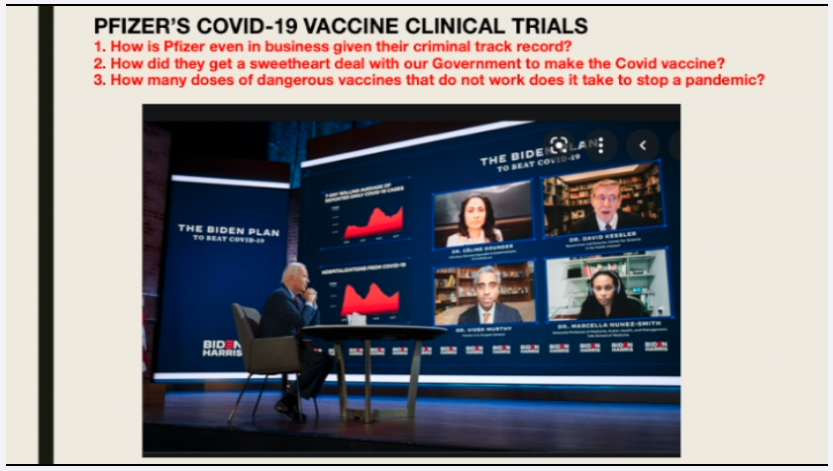 PFIZER'S COVID-19 VACCINE CLINICAL TRIALS
1. How is Pfizer even in business given their criminal track record?
2. How did they get a sweetheart deal with our Government to make the Covid vaccine?
3. How many doses of dangerous vaccines that do not work does it take to stop a pandemic?
THE BIDEN PLAN
TO BEAT COVID-19
BIDEN
HARRIS
7-DAY ROLLING AVERAGE OF
REPORTED DAILY COVID-19 CASES
HOSPITALIZATIONS FROM COVID-19
THE BIDEN PLAN
TO BEAT COVID-19
DR. CÉLINE GOUNDER
DR. DAVID KESSLER
DR. VIVEK MURTHY
DR. MARCELLA NUNEZ-SMITH
BIDEN HARRIS